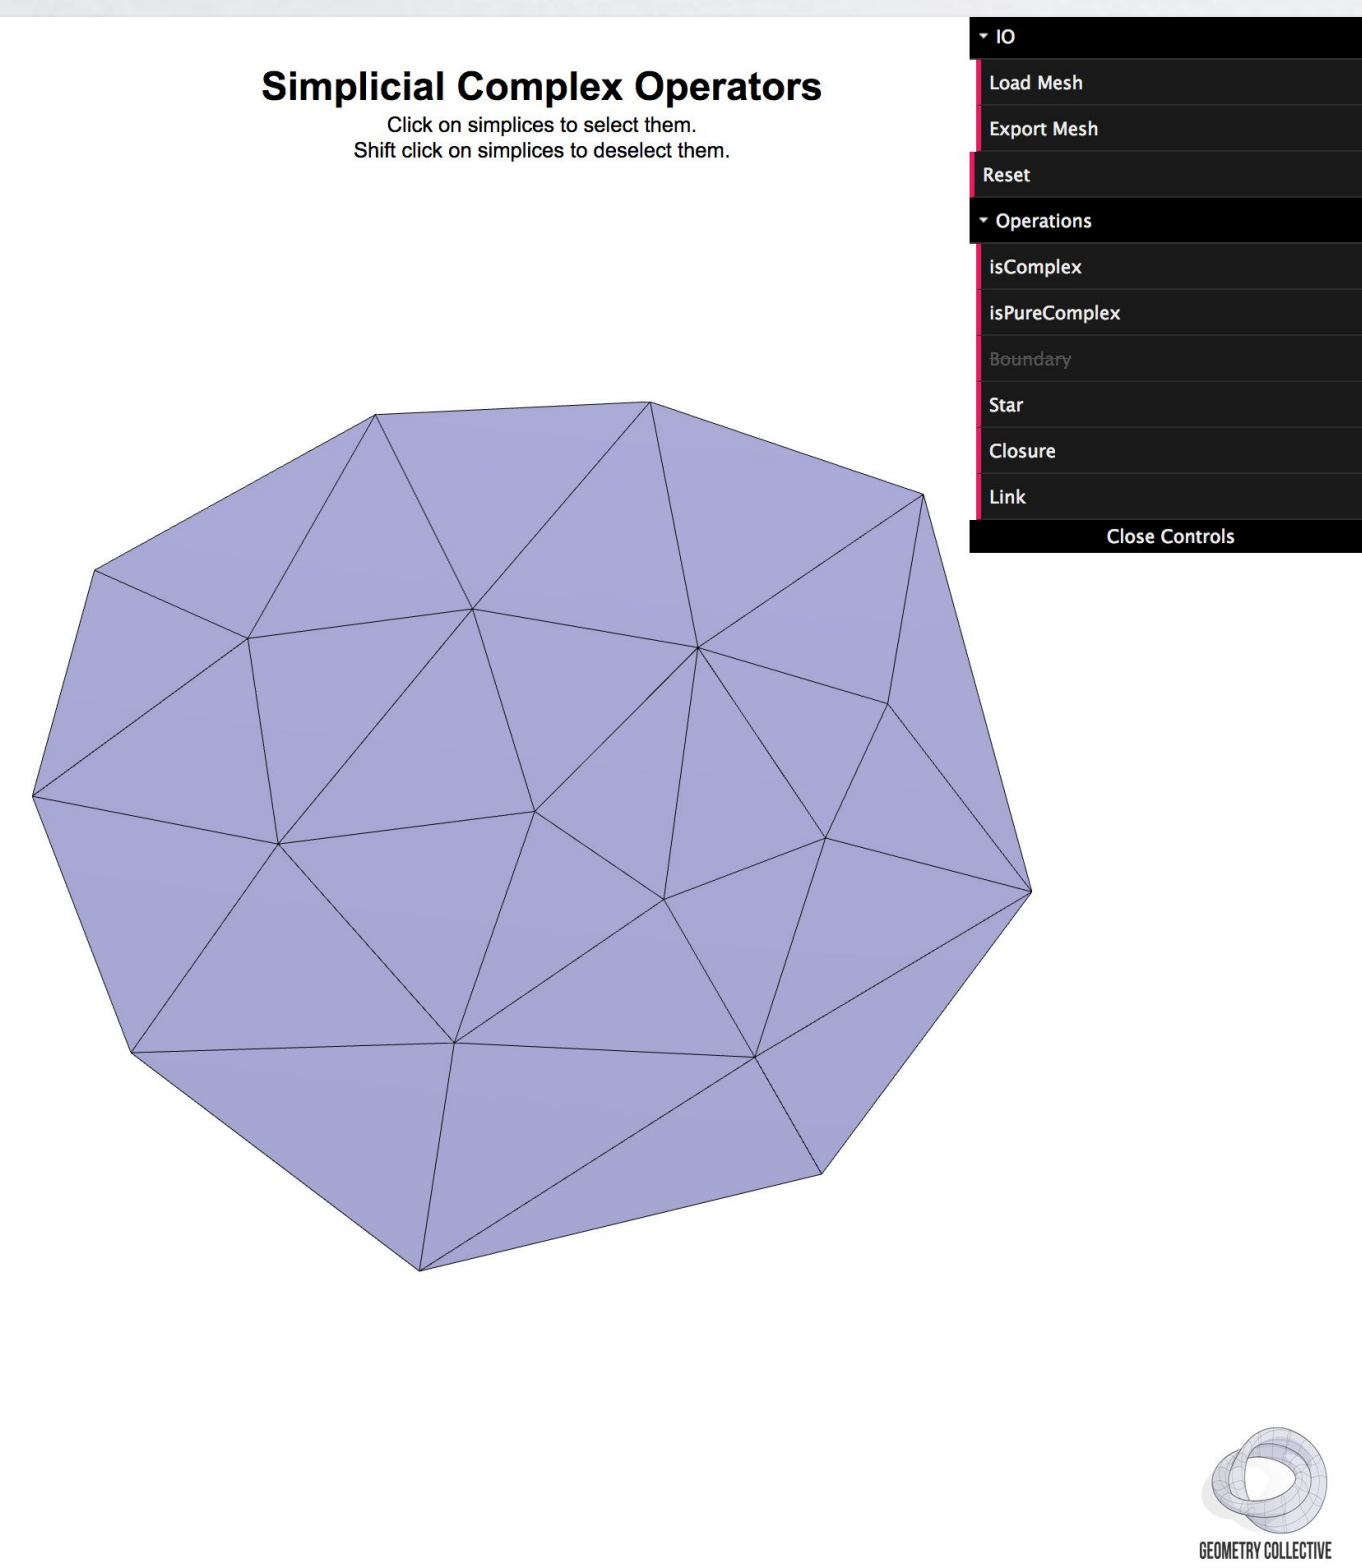 Simplicial Complex Operators
Click on simplices to select them.
Shift click on simplices to deselect them.
IO
Load Mesh
Export Mesh
Reset
Operations
isComplex
isPureComplex
Boundary
Star
Closure
Link
Close Controls
GEOMETRY COLLECTIVE